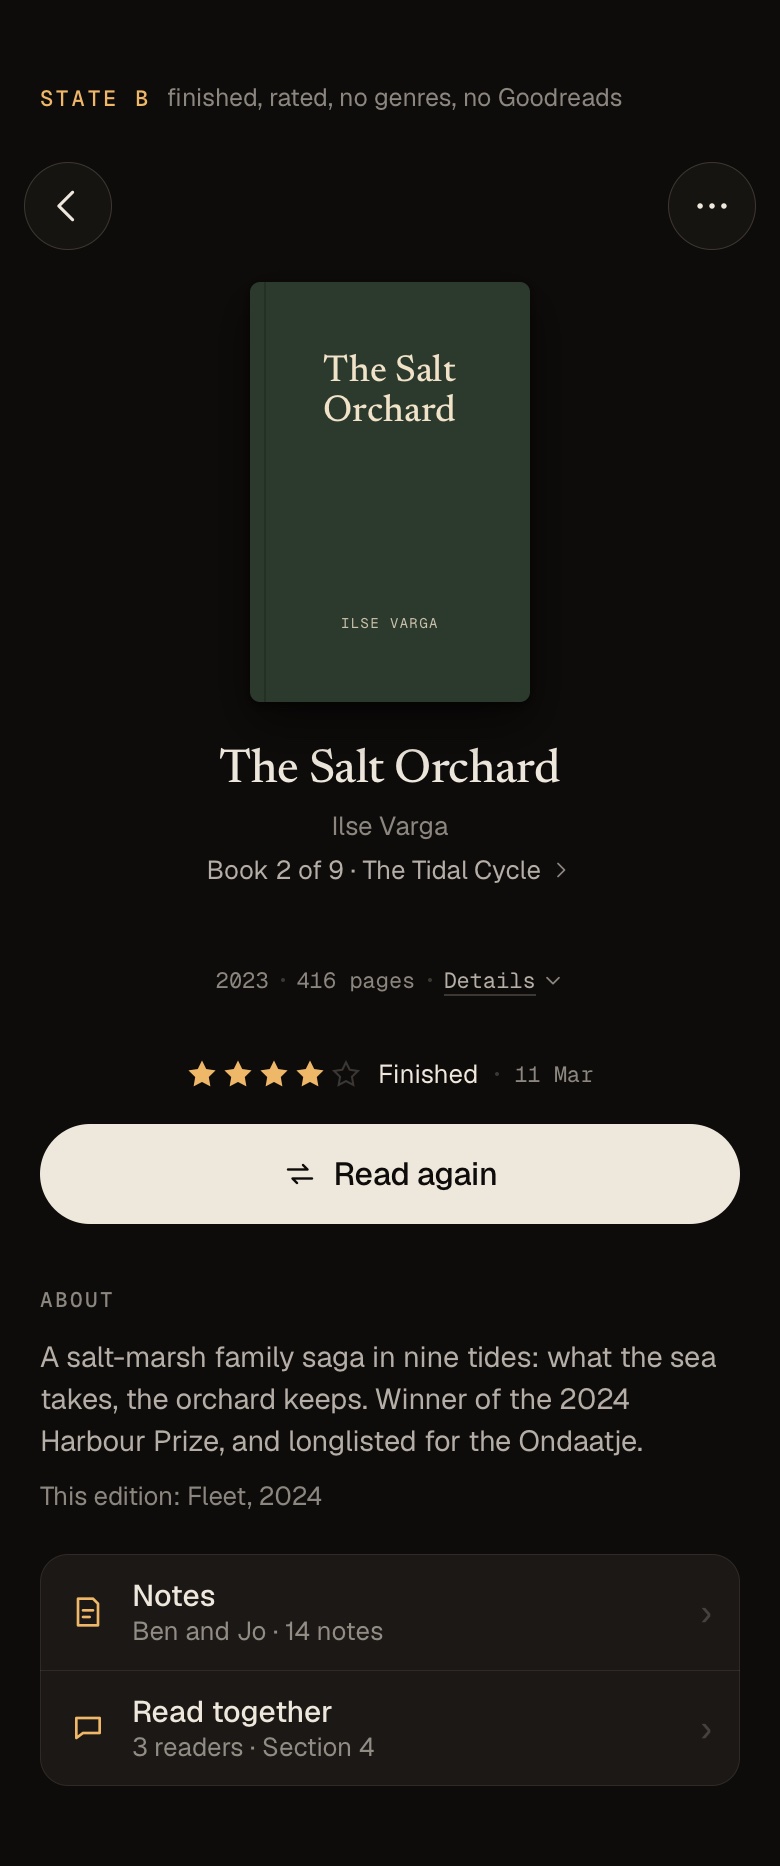 STATE B finished, rated, no genres, no Goodreads
The Salt
Orchard
ILSE VARGA
The Salt Orchard
Ilse Varga
Book 2 of 9 · The Tidal Cycle
2023 · 416 pages · Details
Finished · 11 Mar
Read again
ABOUT
A salt-marsh family saga in nine tides: what the sea
takes, the orchard keeps. Winner of the 2024
Harbour Prize, and longlisted for the Ondaatje.
This edition: Fleet, 2024
Notes
Ben and Jo · 14 notes
Read together
3 readers · Section 4